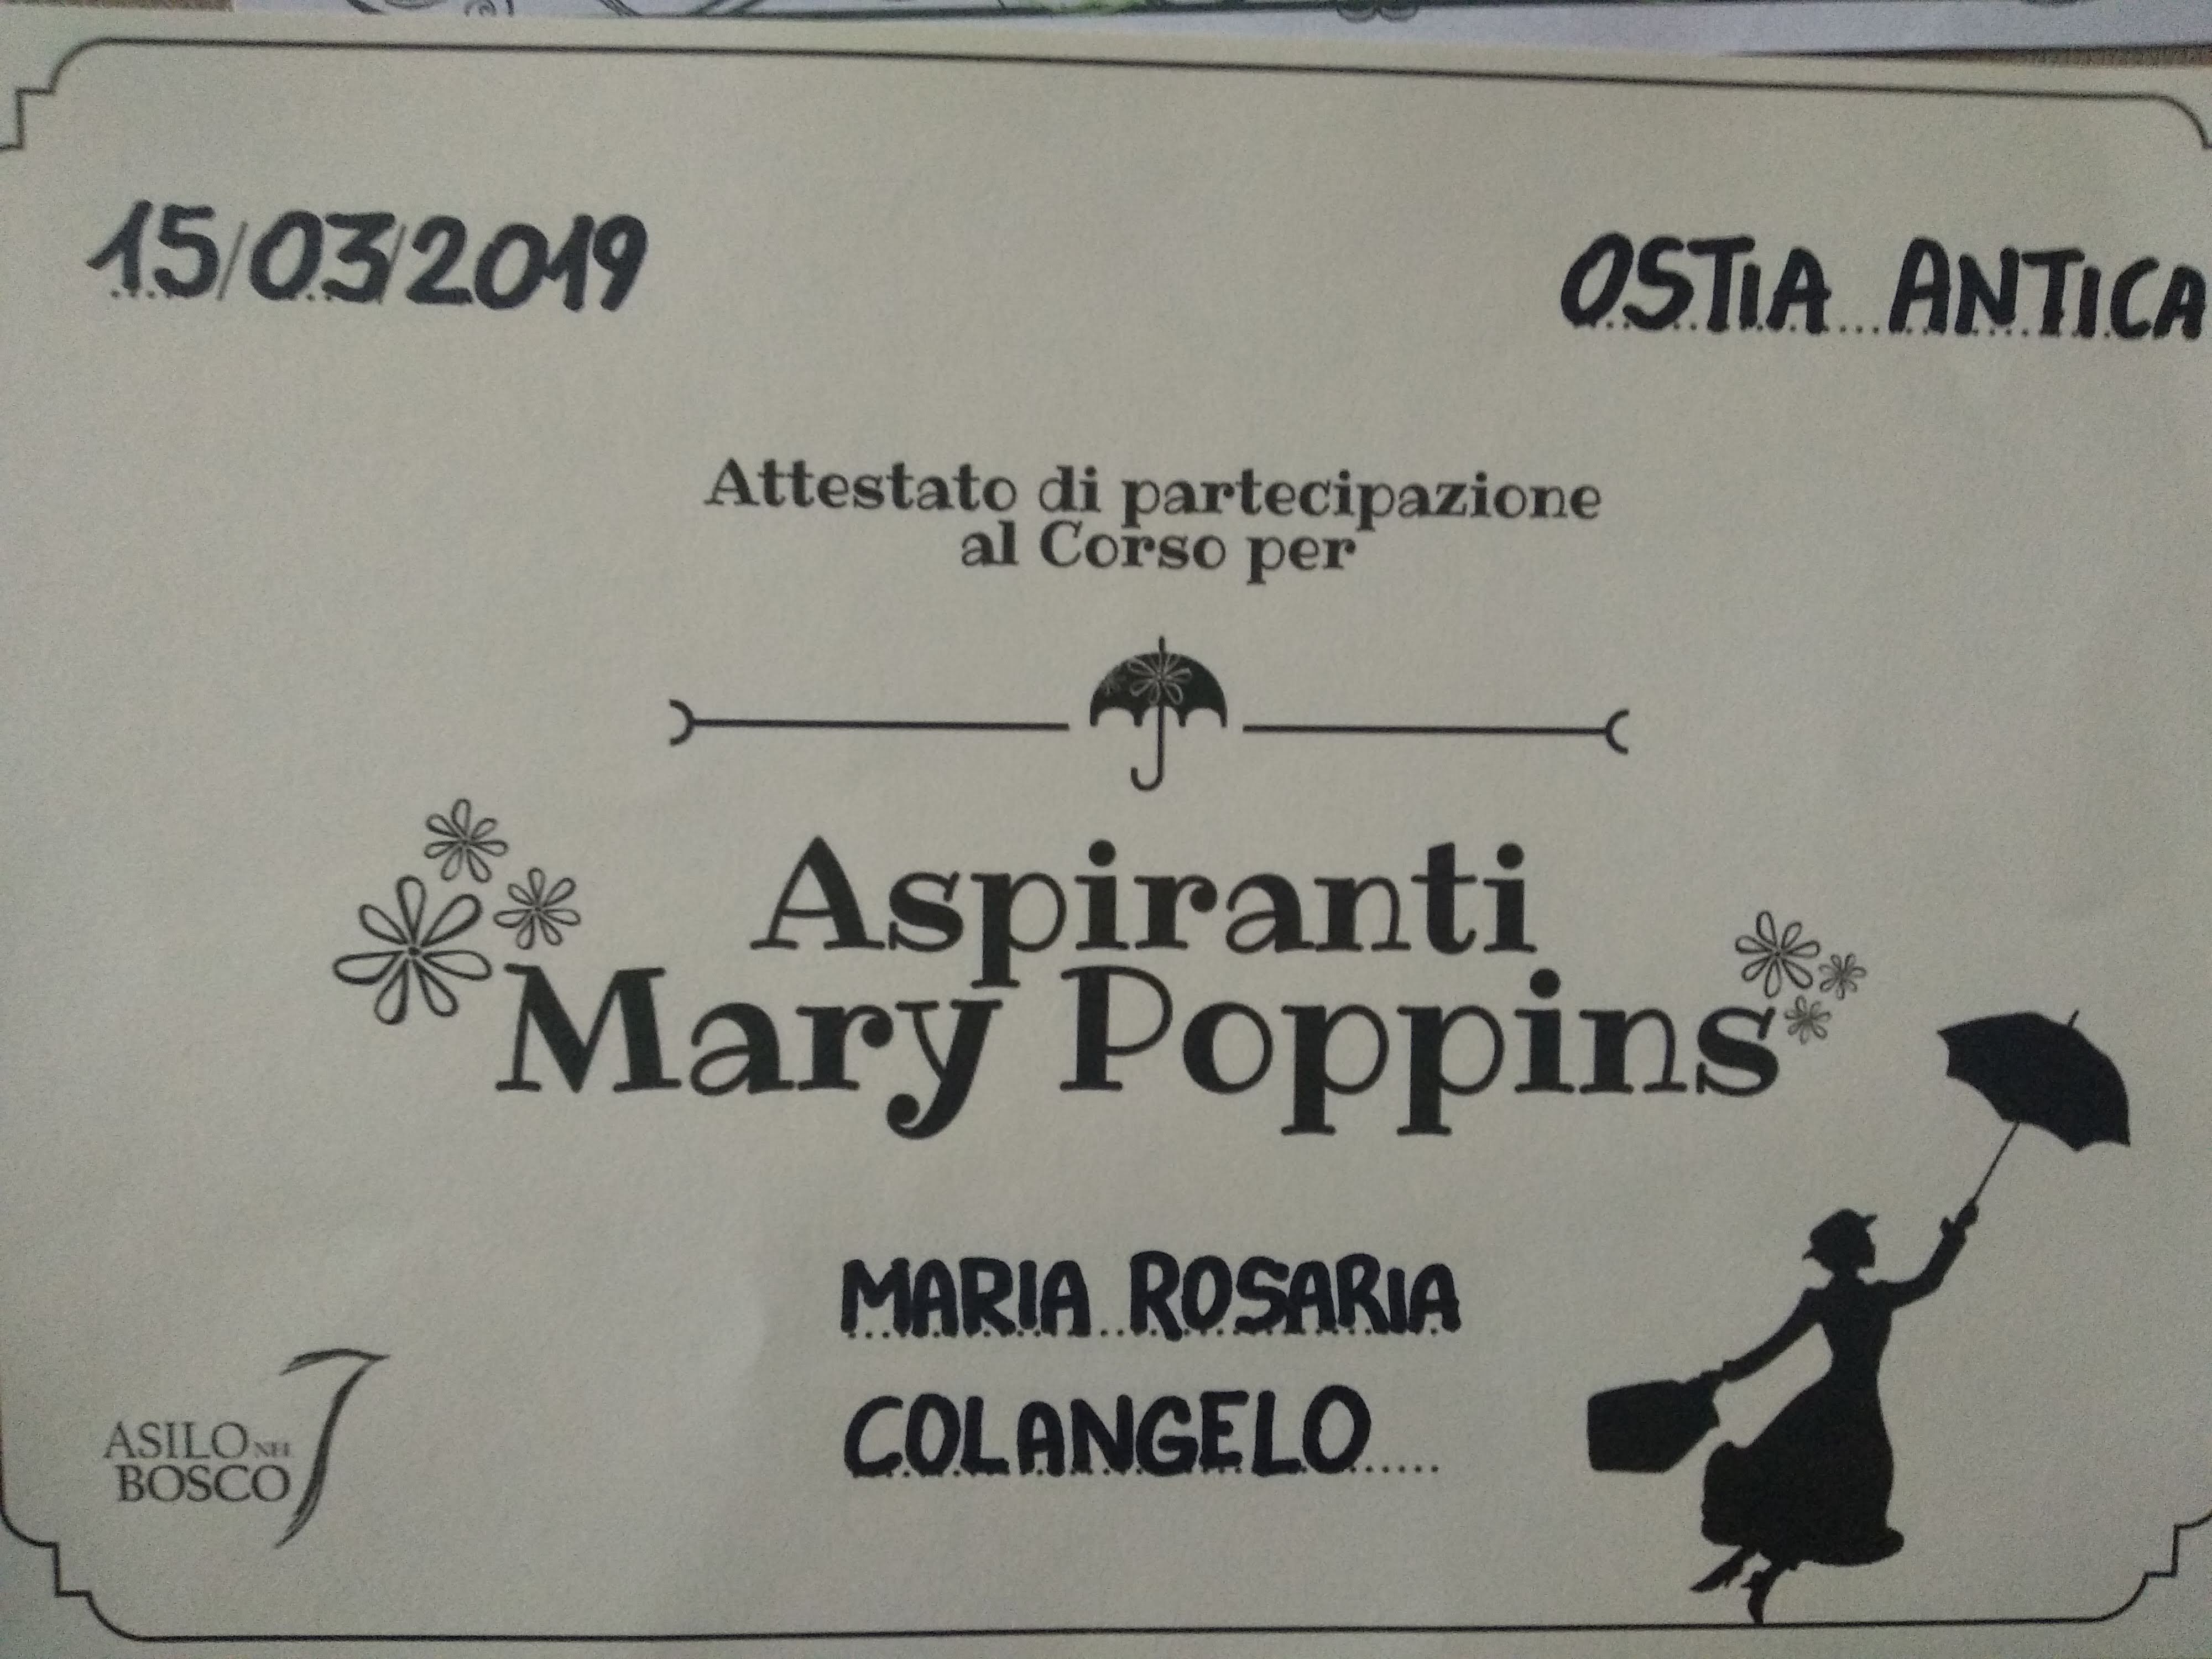 15/03/2019
OSTIA ANTICA
Attestato di partecipazione
al Corso per
Aspiranti
Mary Poppins
MARIA ROSARIA
COLANGELO
ASILO NEL
BOSCO